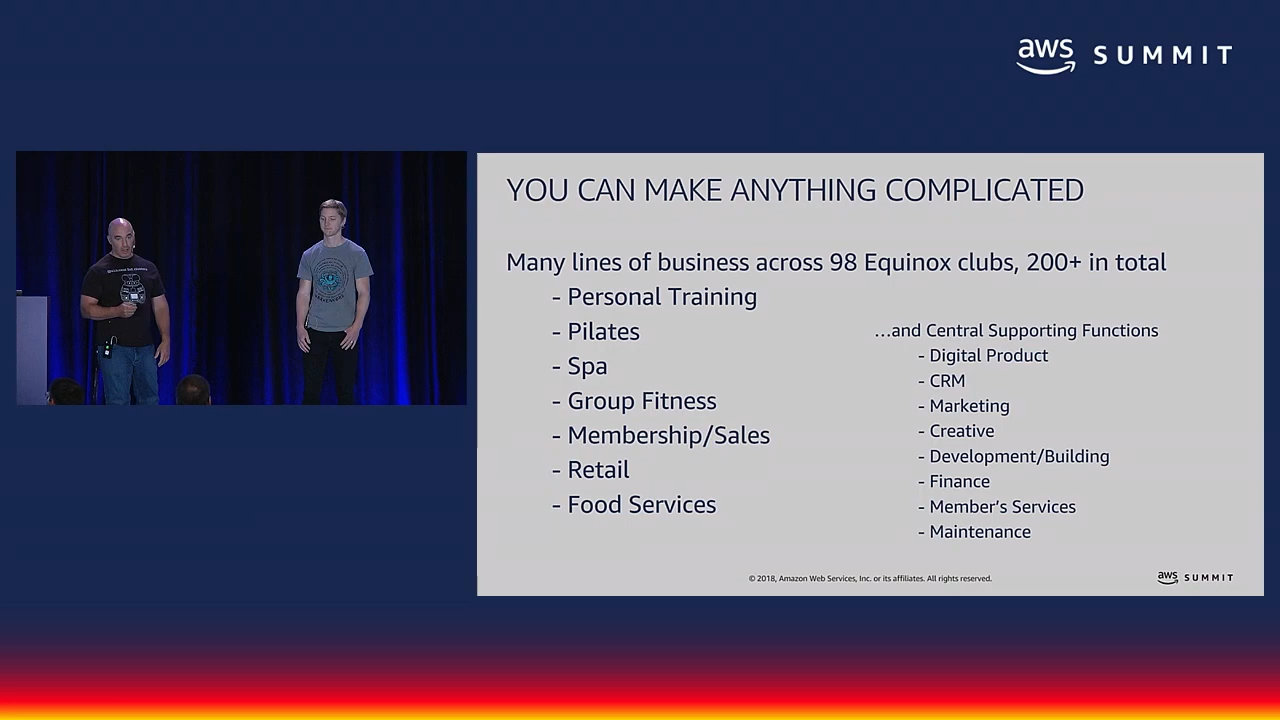 aws SUMMIT
YOU CAN MAKE ANYTHING COMPLICATED
Many lines of business across 98 Equinox clubs, 200+ in total
- Personal Training
- Pilates
- Spa
- Group Fitness
- Membership/Sales
- Retail
- Food Services
...and Central Supporting Functions
- Digital Product
- CRM
- Marketing
- Creative
- Development/Building
- Finance
- Member’s Services
- Maintenance
© 2018, Amazon Web Services, Inc. or its affiliates. All rights reserved.
aws SUMMIT